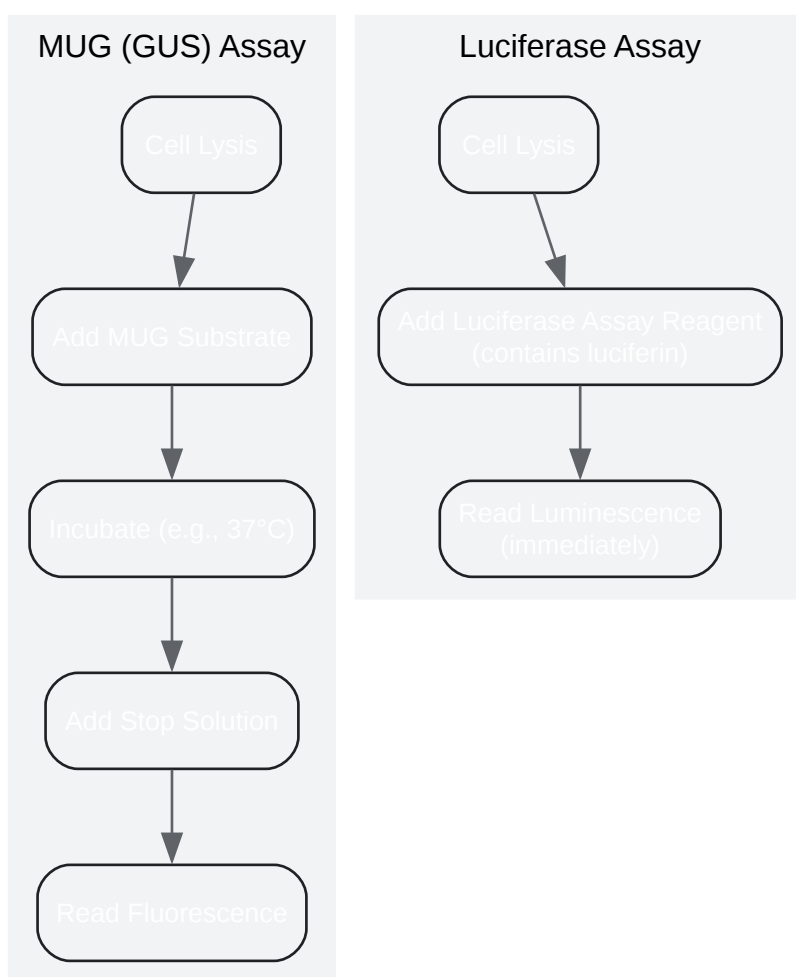 MUG (GUS) Assay
Cell Lysis
Add MUG Substrate
Incubate (e.g., 37°C)
Add Stop Solution
Read Fluorescence
Luciferase Assay
Cell Lysis
Add Luciferase Assay Reagent
(contains luciferin)
Read Luminescence
(immediately)